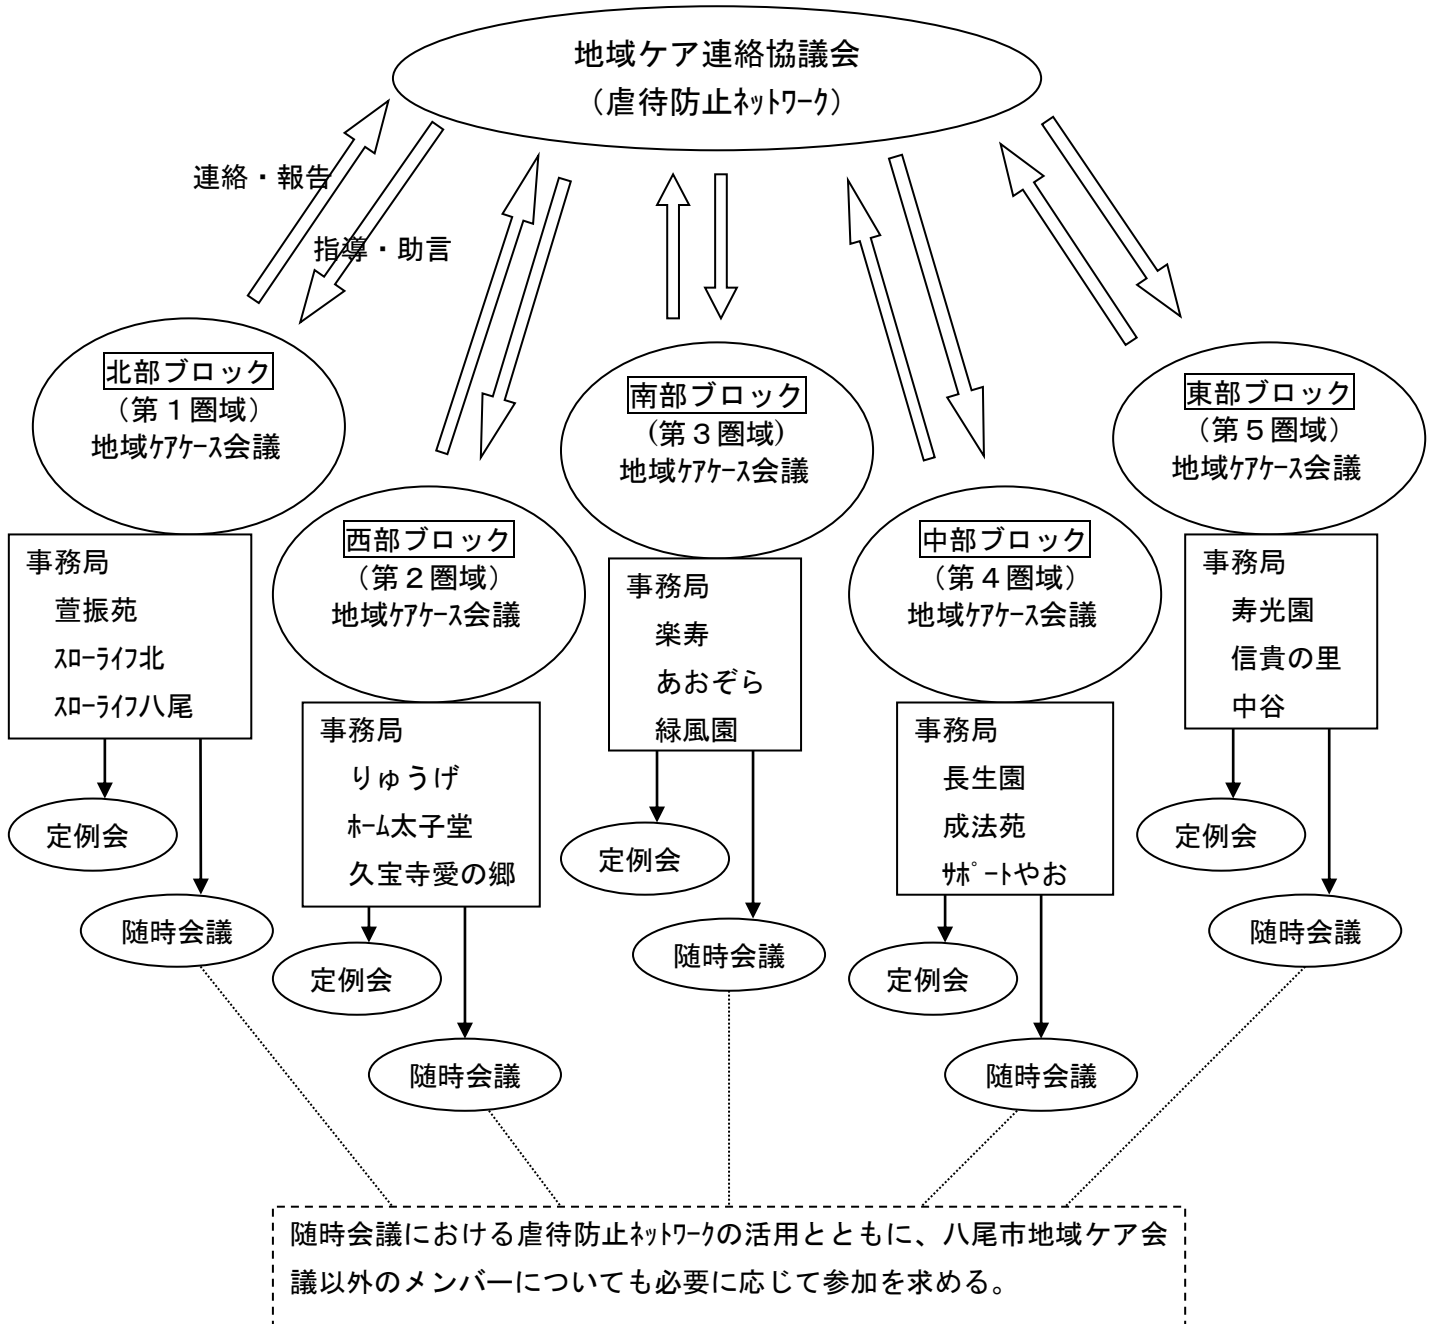 地域ケア連絡協議会
（虐待防止ﾈｯﾄﾜｰｸ）
連絡・報告
指導・助言
北部ブロック
（第１圏域）
地域ｹｱｹｰｽ会議
事務局
萱振苑
ｽﾛｰﾗｲﾌ北
ｽﾛｰﾗｲﾌ八尾
定例会
随時会議
西部ブロック
（第２圏域）
地域ｹｱｹｰｽ会議
事務局
りゅうげ
ﾎｰﾑ太子堂
久宝寺愛の郷
定例会
随時会議
南部ブロック
(第３圏域)
地域ｹｱｹｰｽ会議
事務局
楽寿
あおぞら
緑風園
定例会
随時会議
中部ブロック
（第４圏域）
地域ｹｱｹｰｽ会議
事務局
長生園
成法苑
ｻﾎﾟｰﾄやお
定例会
随時会議
東部ブロック
（第５圏域）
地域ｹｱｹｰｽ会議
事務局
寿光園
信貴の里
中谷
定例会
随時会議
随時会議における虐待防止ﾈｯﾄﾜｰｸの活用とともに、八尾市地域ケア会
議以外のメンバーについても必要に応じて参加を求める。